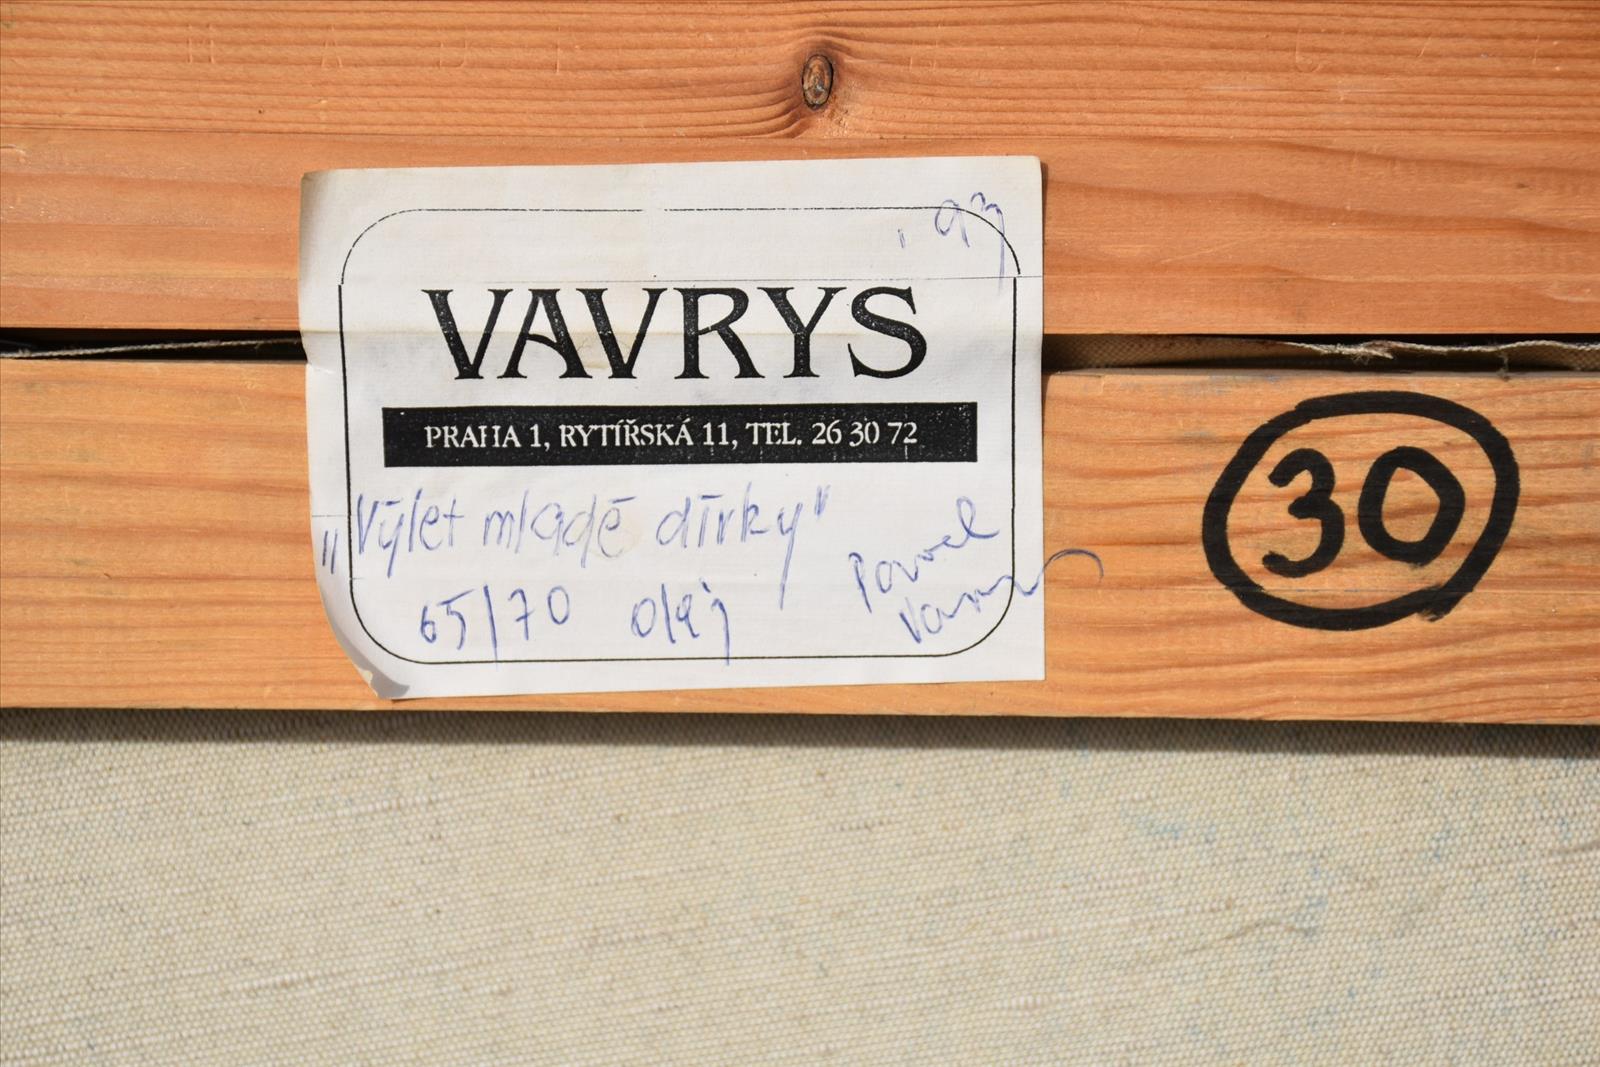 '93
VAVRYS
PRAHA 1, RYTÍŘSKÁ 11, TEL. 26 30 72
„Výlet mladé dívky"
65/70 olej
Pavel
30